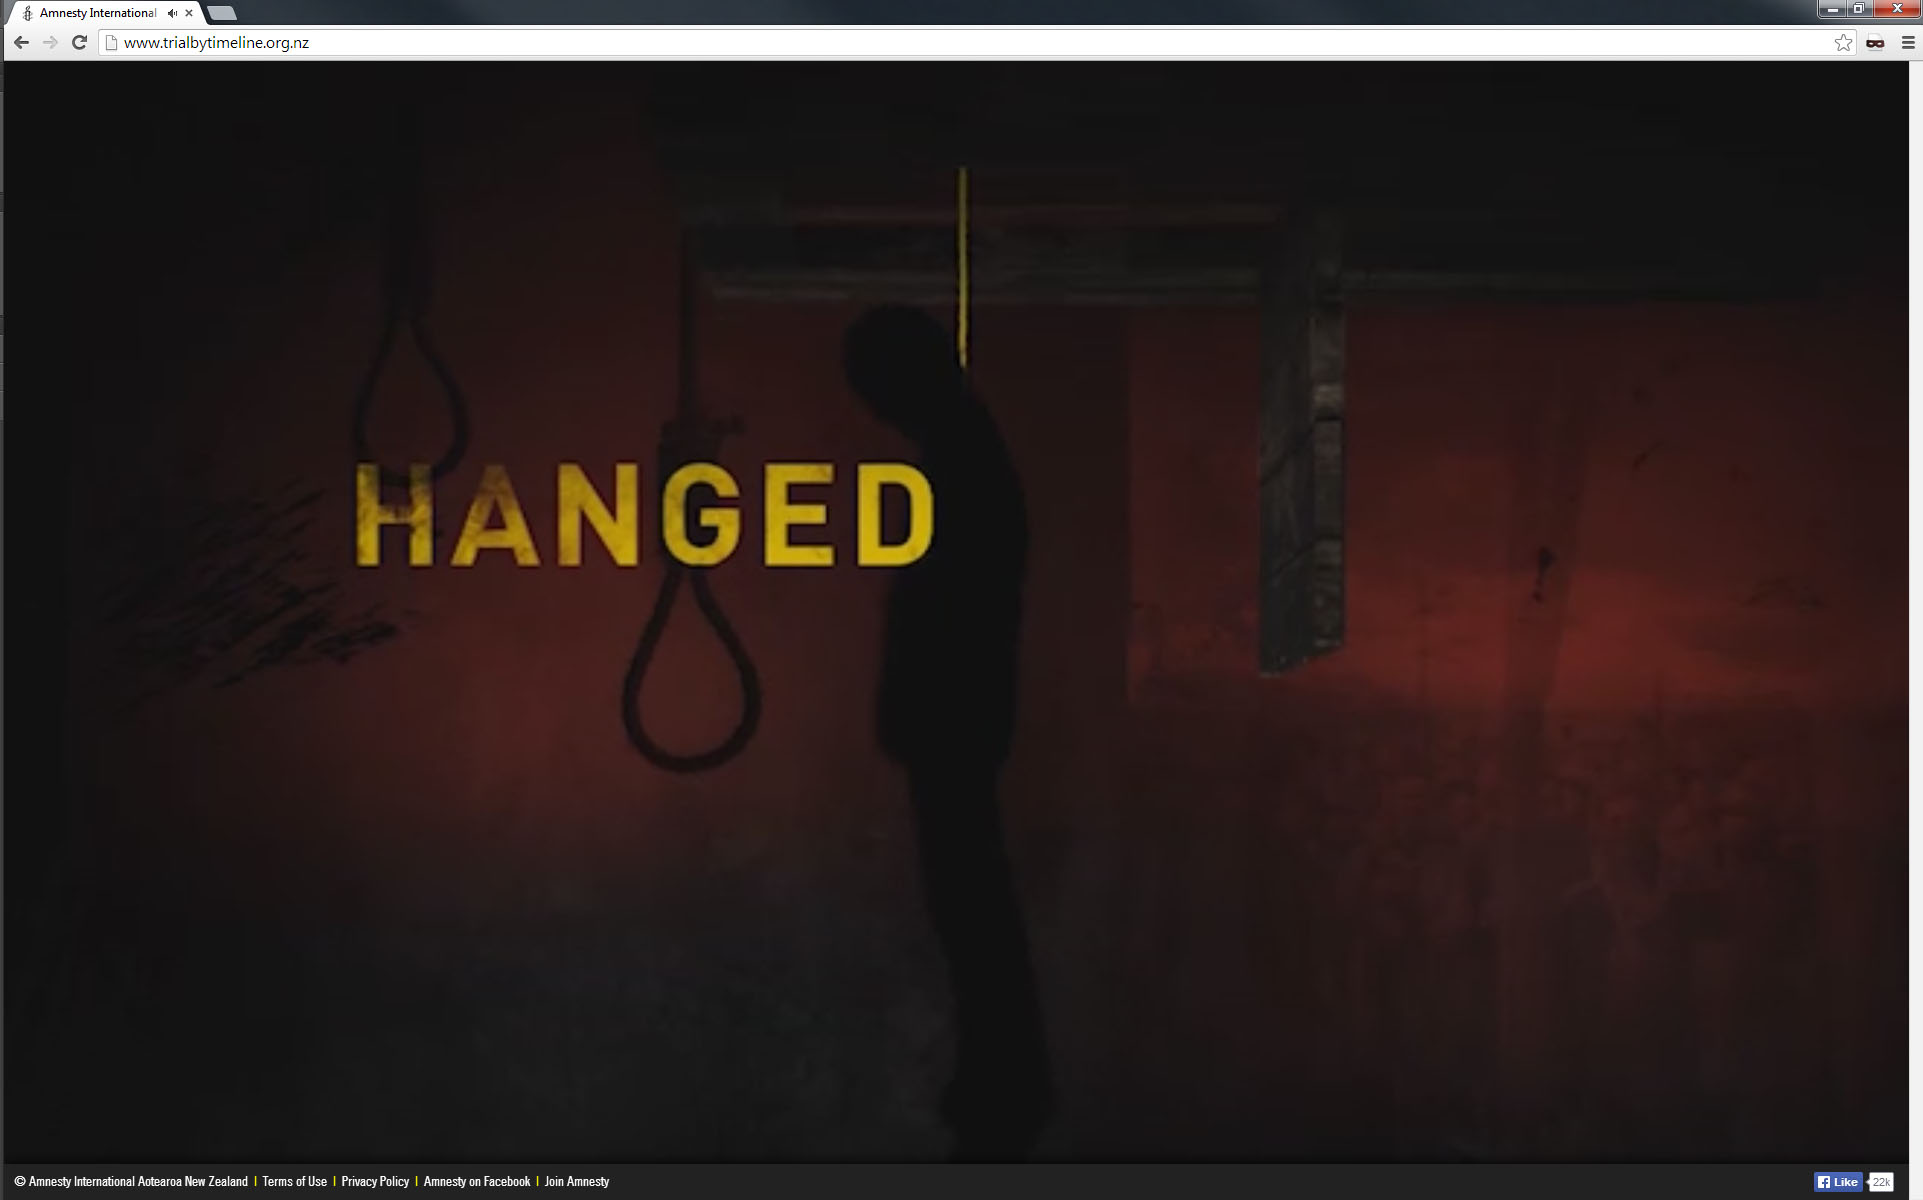 Amnesty International
www.trialbytimeline.org.nz
HANGED
© Amnesty International Aotearoa New Zealand | Terms of Use | Privacy Policy | Amnesty on Facebook | Join Amnesty
Like 22k